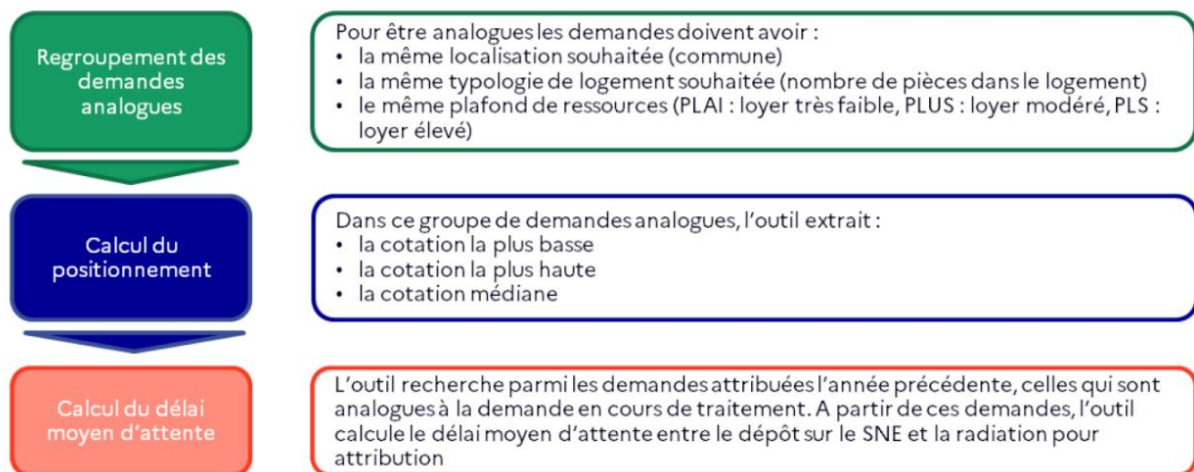 Regroupement des
demandes
analogues
Pour être analogues les demandes doivent avoir :
• la même localisation souhaitée (commune)
• la même typologie de logement souhaitée (nombre de pièces dans le logement)
• le même plafond de ressources (PLAI : loyer très faible, PLUS : loyer modéré, PLS :
loyer élevé)
Calcul du
positionnement
Dans ce groupe de demandes analogues, l'outil extrait :
• la cotation la plus basse
• la cotation la plus haute
• la cotation médiane
Calcul du délai
moyen d'attente
L'outil recherche parmi les demandes attribuées l'année précédente, celles qui sont
analogues à la demande en cours de traitement. A partir de ces demandes, l'outil
calcule le délai moyen d'attente entre le dépôt sur le SNE et la radiation pour
attribution